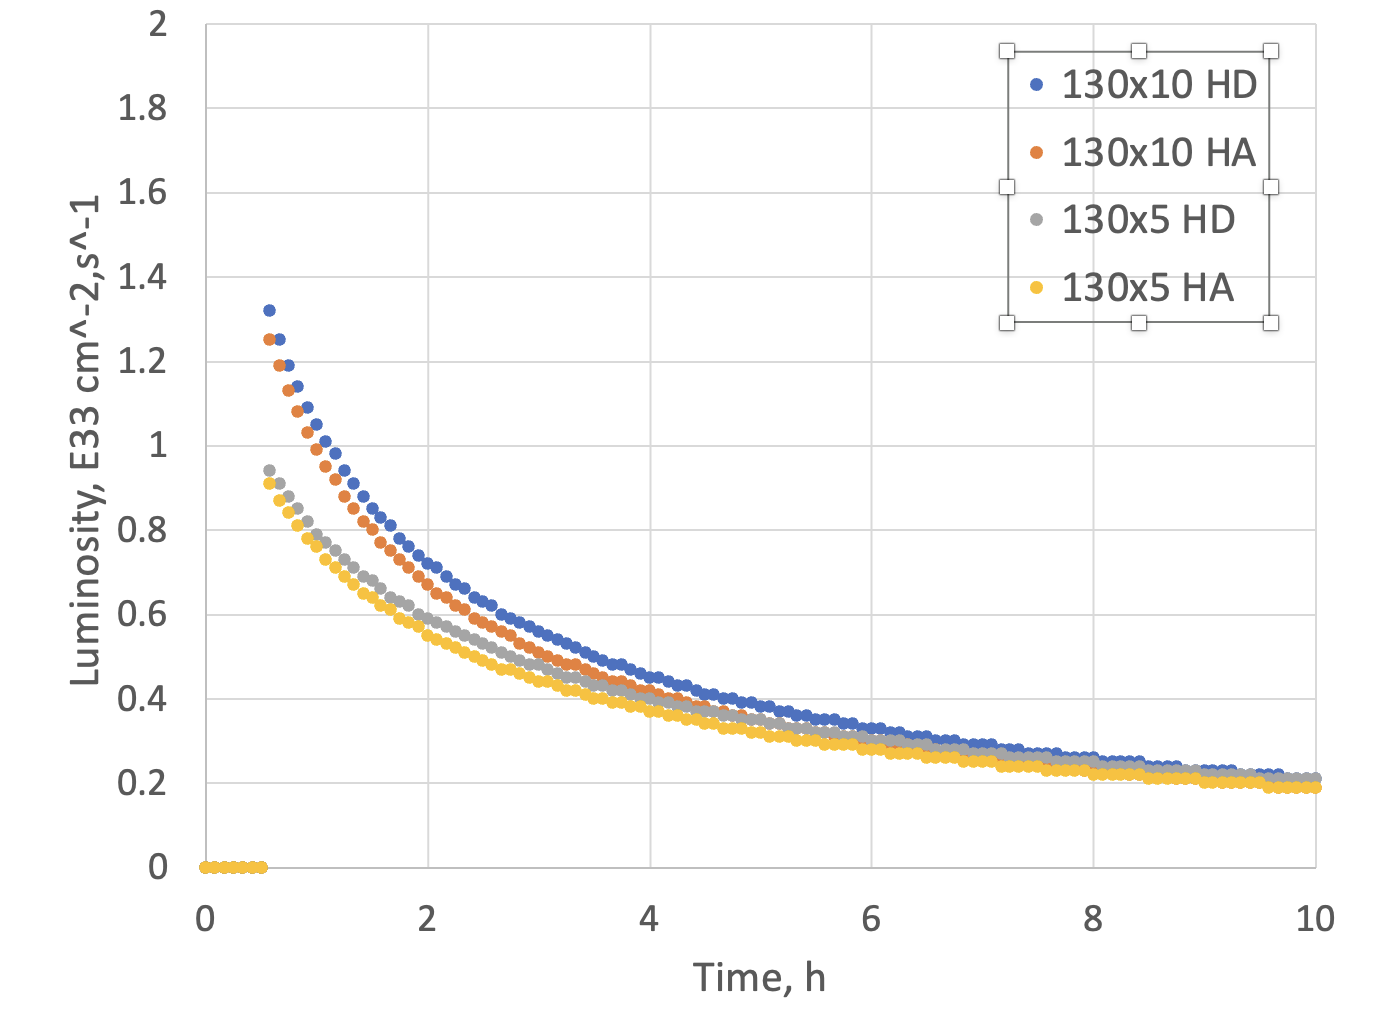 2
1.8
1.6
1.4
1.2
1
0.8
0.6
0.4
0.2
0
Luminosity, E33 cm^-2,s^-1
130x10 HD
130x10 HA
130x5 HD
130x5 HA
0 2 4 6 8 10
Time, h